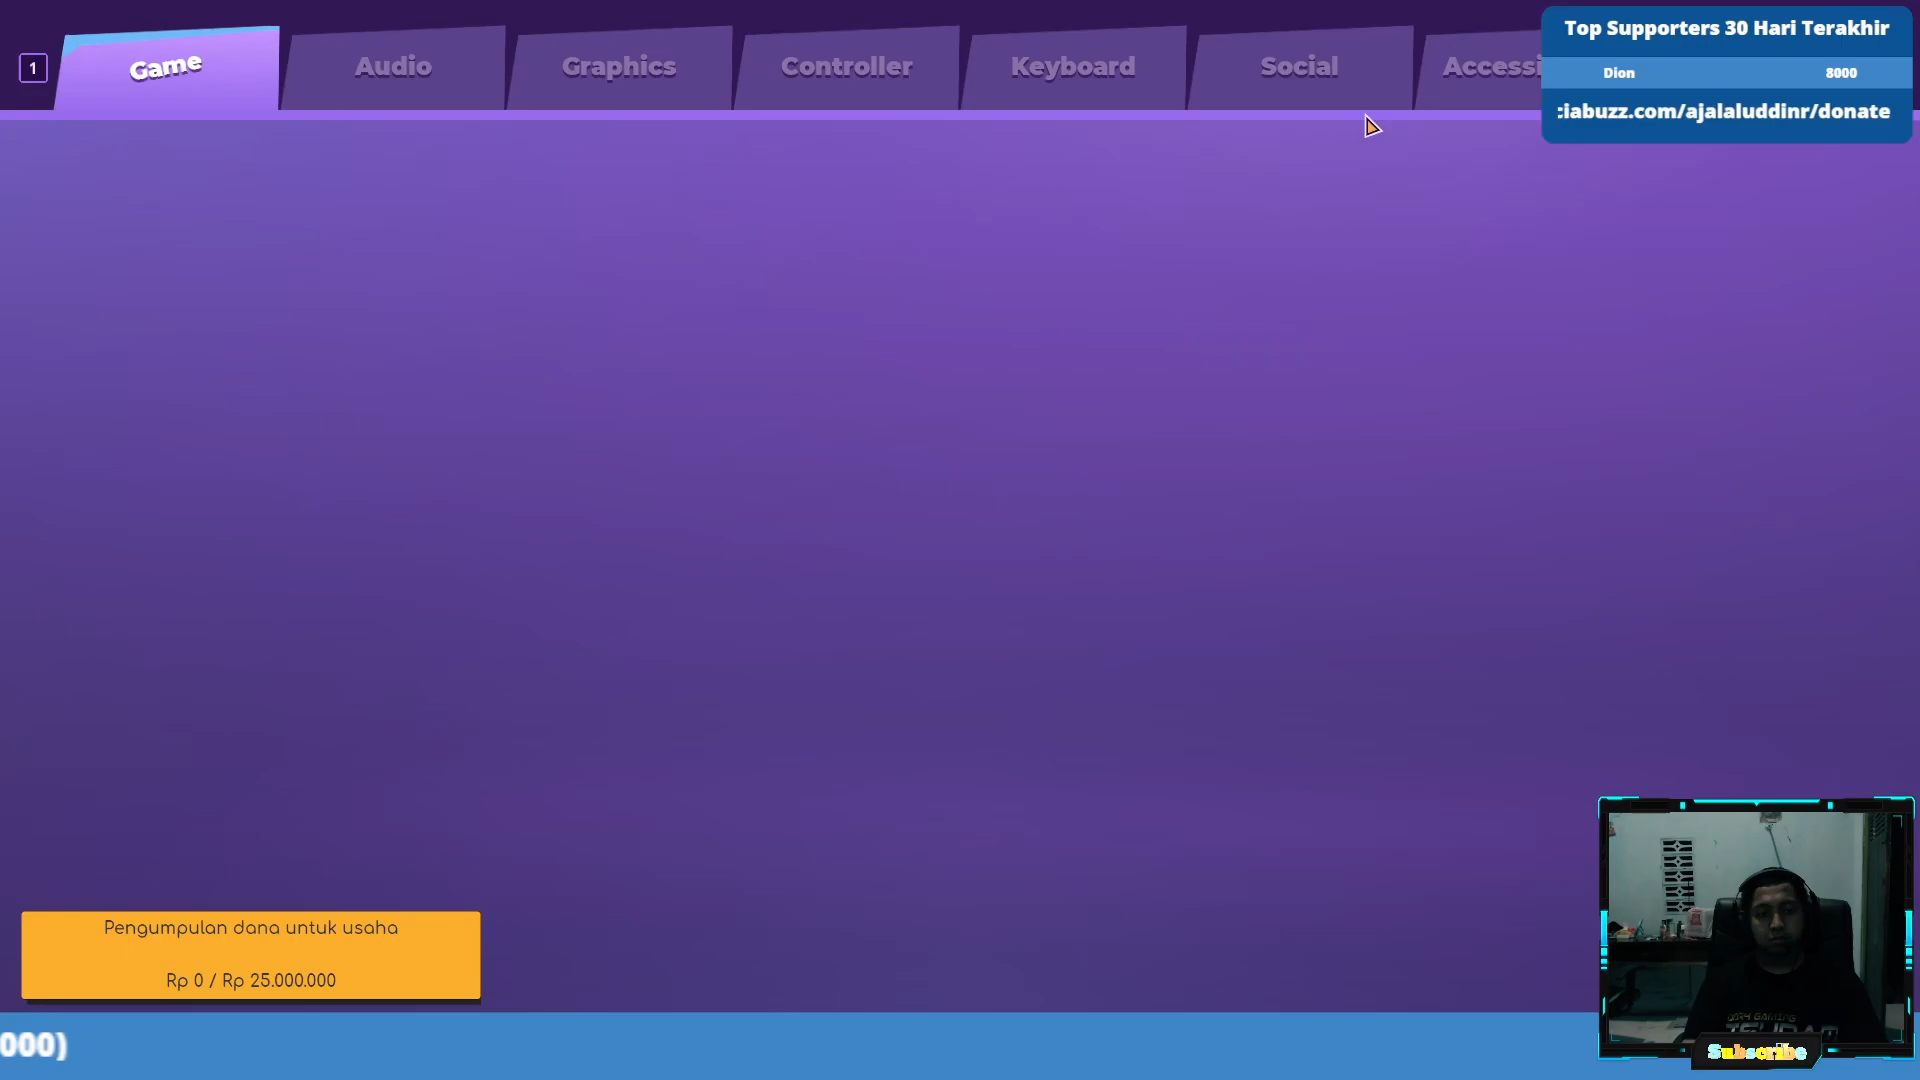 1
Game
Audio
Graphics
Controller
Keyboard
Social
Accessi
Top Supporters 30 Hari Terakhir
Dion 8000
ciabuzz.com/ajalaluddinr/donate
Pengumpulan dana untuk usaha
Rp 0 / Rp 25.000.000
000)
Subscribe